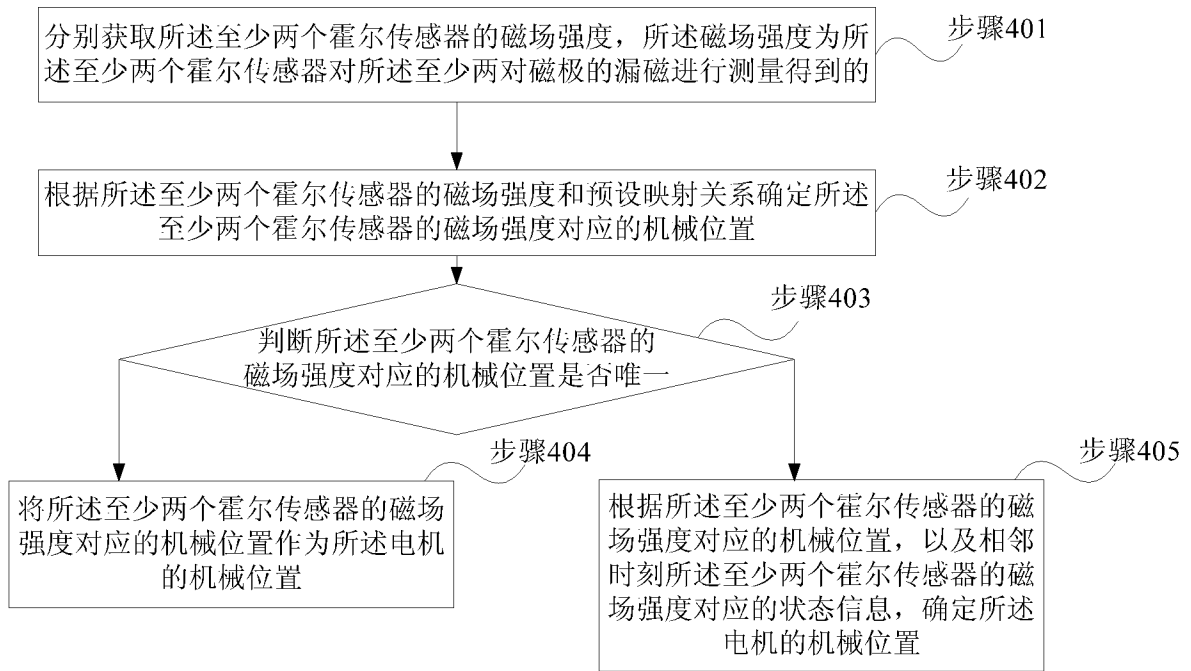 分别获取所述至少两个霍尔传感器的磁场强度，所述磁场强度为所
述至少两个霍尔传感器对所述至少两对磁极的漏磁进行测量得到的
步骤401
根据所述至少两个霍尔传感器的磁场强度和预设映射关系确定所述
至少两个霍尔传感器的磁场强度对应的机械位置
步骤402
步骤403
判断所述至少两个霍尔传感器的
磁场强度对应的机械位置是否唯一
步骤404
将所述至少两个霍尔传感器的磁场
强度对应的机械位置作为所述电机
的机械位置
步骤405
根据所述至少两个霍尔传感器的磁
场强度对应的机械位置，以及相邻
时刻所述至少两个霍尔传感器的磁
场强度对应的状态信息，确定所述
电机的机械位置